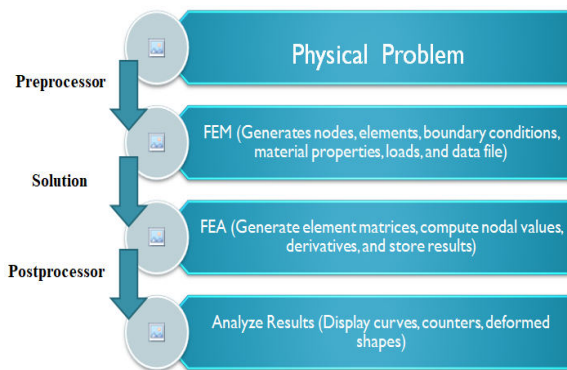 Physical Problem
Preprocessor
FEM (Generates nodes, elements, boundary conditions,
material properties, loads, and data file)
Solution
FEA (Generate element matrices, compute nodal values,
derivatives, and store results)
Postprocessor
Analyze Results (Display curves, counters, deformed
shapes)